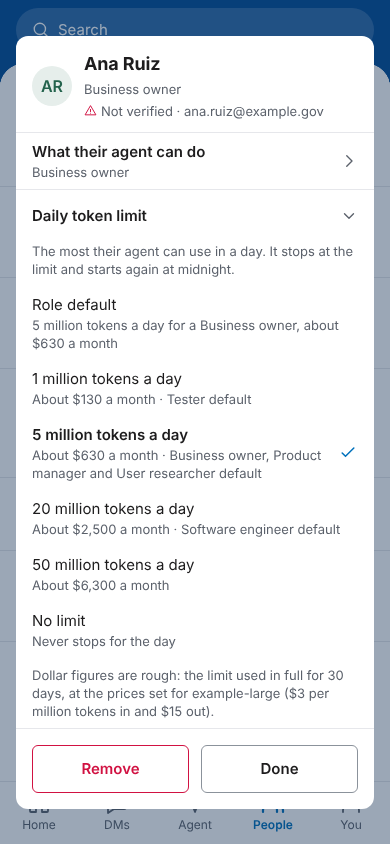 Search
AR
Ana Ruiz
Business owner
Not verified · ana.ruiz@example.gov
What their agent can do
Business owner
Daily token limit
The most their agent can use in a day. It stops at the
limit and starts again at midnight.
Role default
5 million tokens a day for a Business owner, about
$630 a month
1 million tokens a day
About $130 a month · Tester default
5 million tokens a day
About $630 a month · Business owner, Product
manager and User researcher default
20 million tokens a day
About $2,500 a month · Software engineer default
50 million tokens a day
About $6,300 a month
No limit
Never stops for the day
Dollar figures are rough: the limit used in full for 30
days, at the prices set for example-large ($3 per
million tokens in and $15 out).
Remove
Done
Home
DMs
Agent
People
You